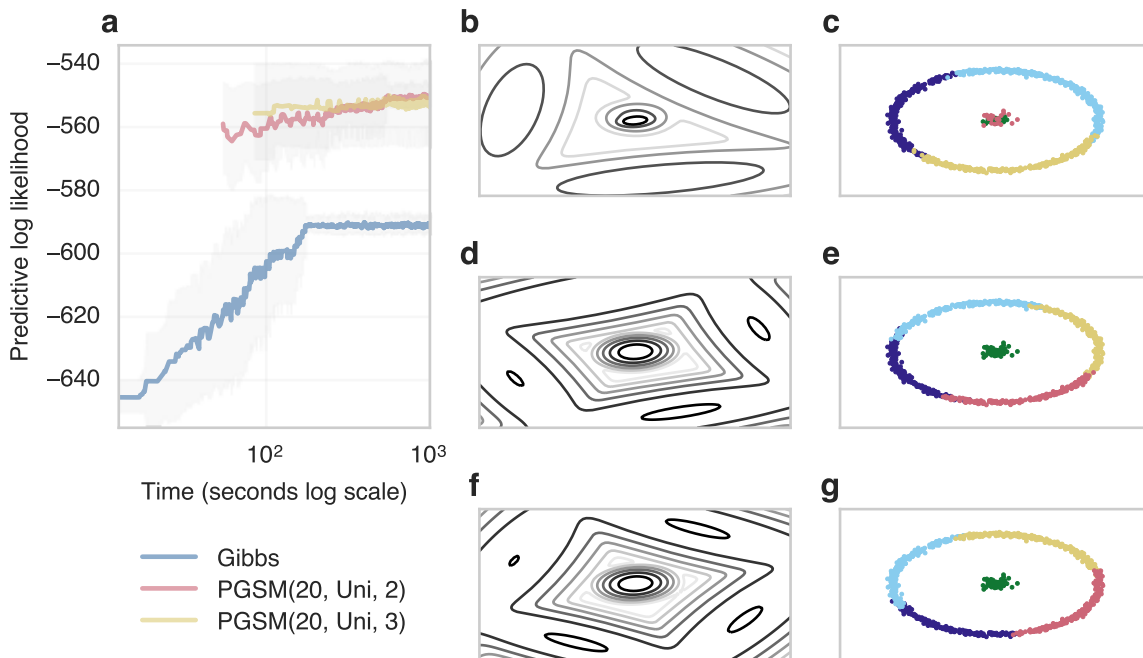 a
b
c
−540
−560
−580
−600
−620
−640
Predictive log likelihood
10²
10³
Time (seconds log scale)
Gibbs
PGSM(20, Uni, 2)
PGSM(20, Uni, 3)
d
e
f
g